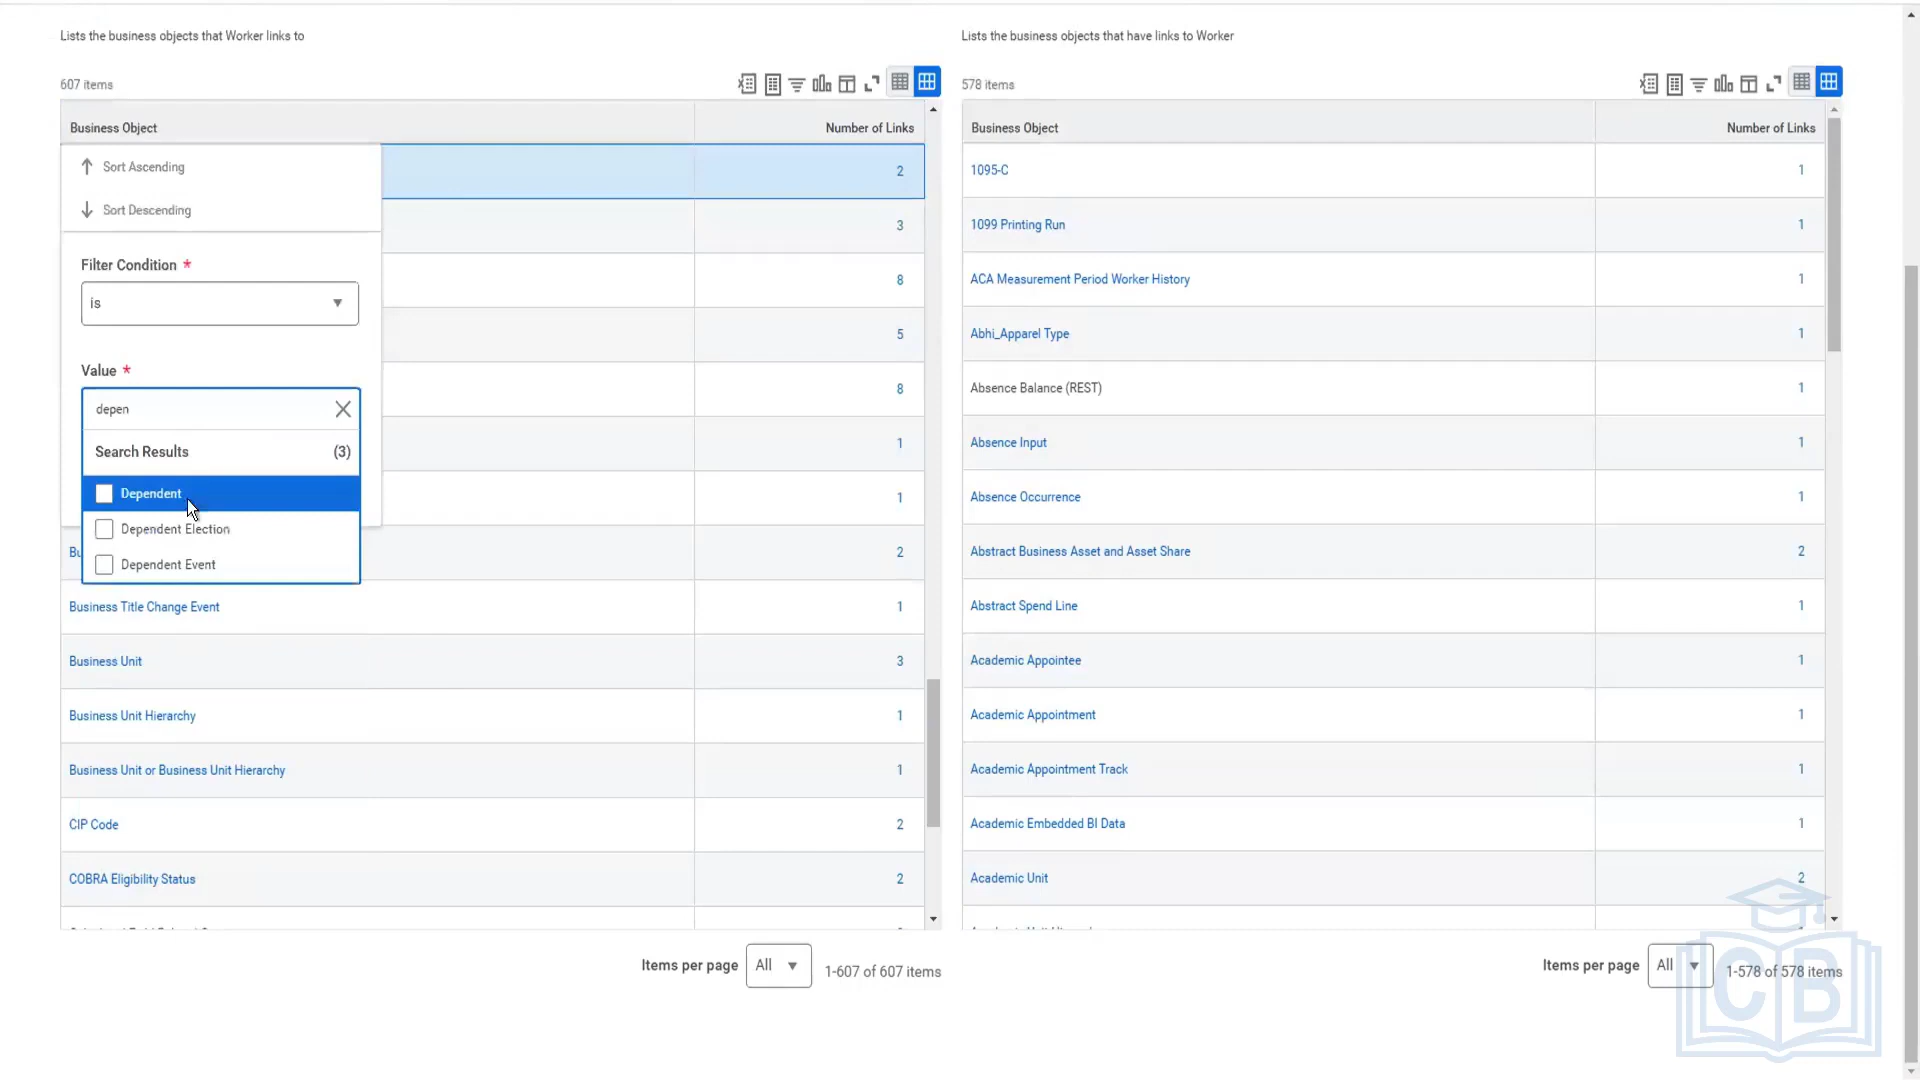 Lists the business objects that Worker links to
607 items
Business Object
Number of Links
Sort Ascending
Sort Descending
Filter Condition *
is
Value *
depen
Search Results (3)
Dependent
Dependent Election
Dependent Event
2
3
8
5
8
1
1
Bu
2
Business Title Change Event 1
Business Unit 3
Business Unit Hierarchy 1
Business Unit or Business Unit Hierarchy 1
CIP Code 2
COBRA Eligibility Status 2
Items per page All 1-607 of 607 items
Lists the business objects that have links to Worker
578 items
Business Object
Number of Links
1095-C 1
1099 Printing Run 1
ACA Measurement Period Worker History 1
Abhi_Apparel Type 1
Absence Balance (REST) 1
Absence Input 1
Absence Occurrence 1
Abstract Business Asset and Asset Share 2
Abstract Spend Line 1
Academic Appointee 1
Academic Appointment 1
Academic Appointment Track 1
Academic Embedded BI Data 1
Academic Unit 2
Items per page All 1-578 of 578 items
CB